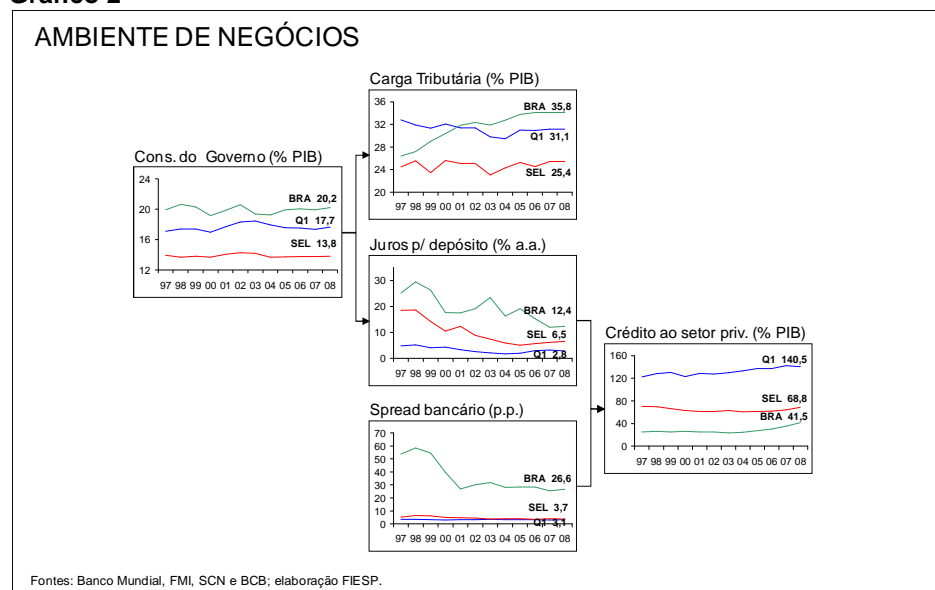 AMBIENTE DE NEGÓCIOS
Carga Tributária (% PIB)
36
32
28
24
20
BRA 35,8
Q1 31,1
SEL 25,4
97 98 99 00 01 02 03 04 05 06 07 08
Cons. do Governo (% PIB)
24
20
16
12
BRA 20,2
Q1 17,7
SEL 13,8
97 98 99 00 01 02 03 04 05 06 07 08
Juros p/ depósito (% a.a.)
30
20
10
0
BRA 12,4
SEL 6,5
Q1 2,8
97 98 99 00 01 02 03 04 05 06 07 08
Crédito ao setor priv. (% PIB)
160
120
80
40
0
Q1 140,5
SEL 68,8
BRA 41,5
97 98 99 00 01 02 03 04 05 06 07 08
Spread bancário (p.p.)
70
60
50
40
30
20
10
0
BRA 26,6
SEL 3,7
Q1 3,1
97 98 99 00 01 02 03 04 05 06 07 08
Fontes: Banco Mundial, FMI, SCN e BCB; elaboração FIESP.